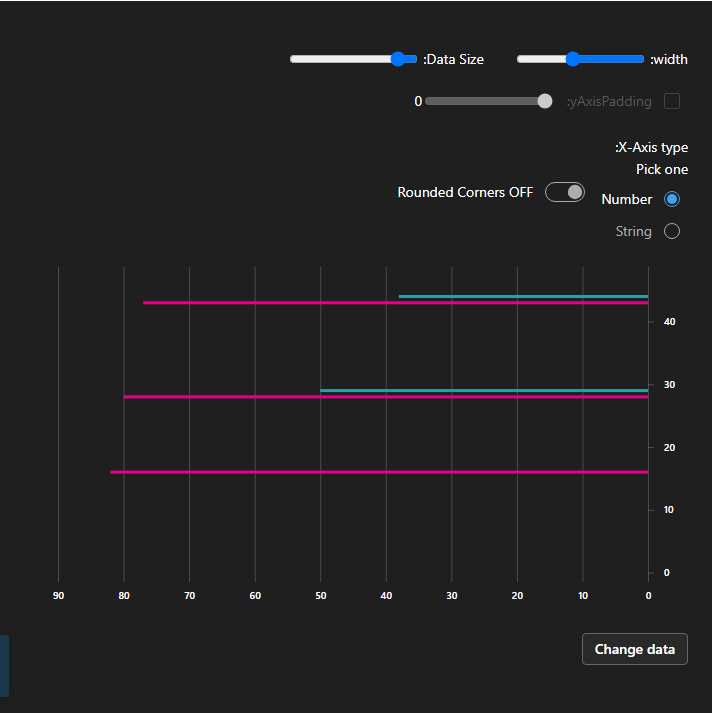 :width
:Data Size
:yAxisPadding
0
:X-Axis type
Pick one
Number
Rounded Corners OFF
String
40
30
20
10
0
90 80 70 60 50 40 30 20 10 0
Change data